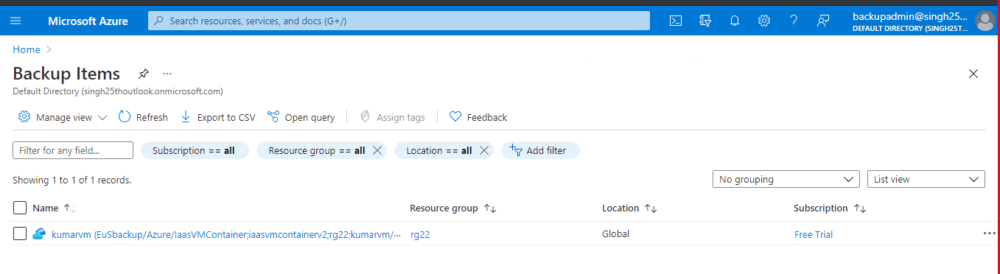 Microsoft Azure
Search resources, services, and docs (G+/)
backupadmin@singh25...
DEFAULT DIRECTORY (SINGH25T...
Home
Backup Items
...
Default Directory (singh25thoutlook.onmicrosoft.com)
Manage view
Refresh
Export to CSV
Open query
Assign tags
Feedback
Filter for any field...
Subscription == all
Resource group == all
Location == all
Add filter
Showing 1 to 1 of 1 records.
No grouping
List view
Name
Resource group
Location
Subscription
kumarvm (EuSbackup/Azure/IaasVMContainer;iaasvmcontainerv2;rg22;kumarvm/...
rg22
Global
Free Trial
...